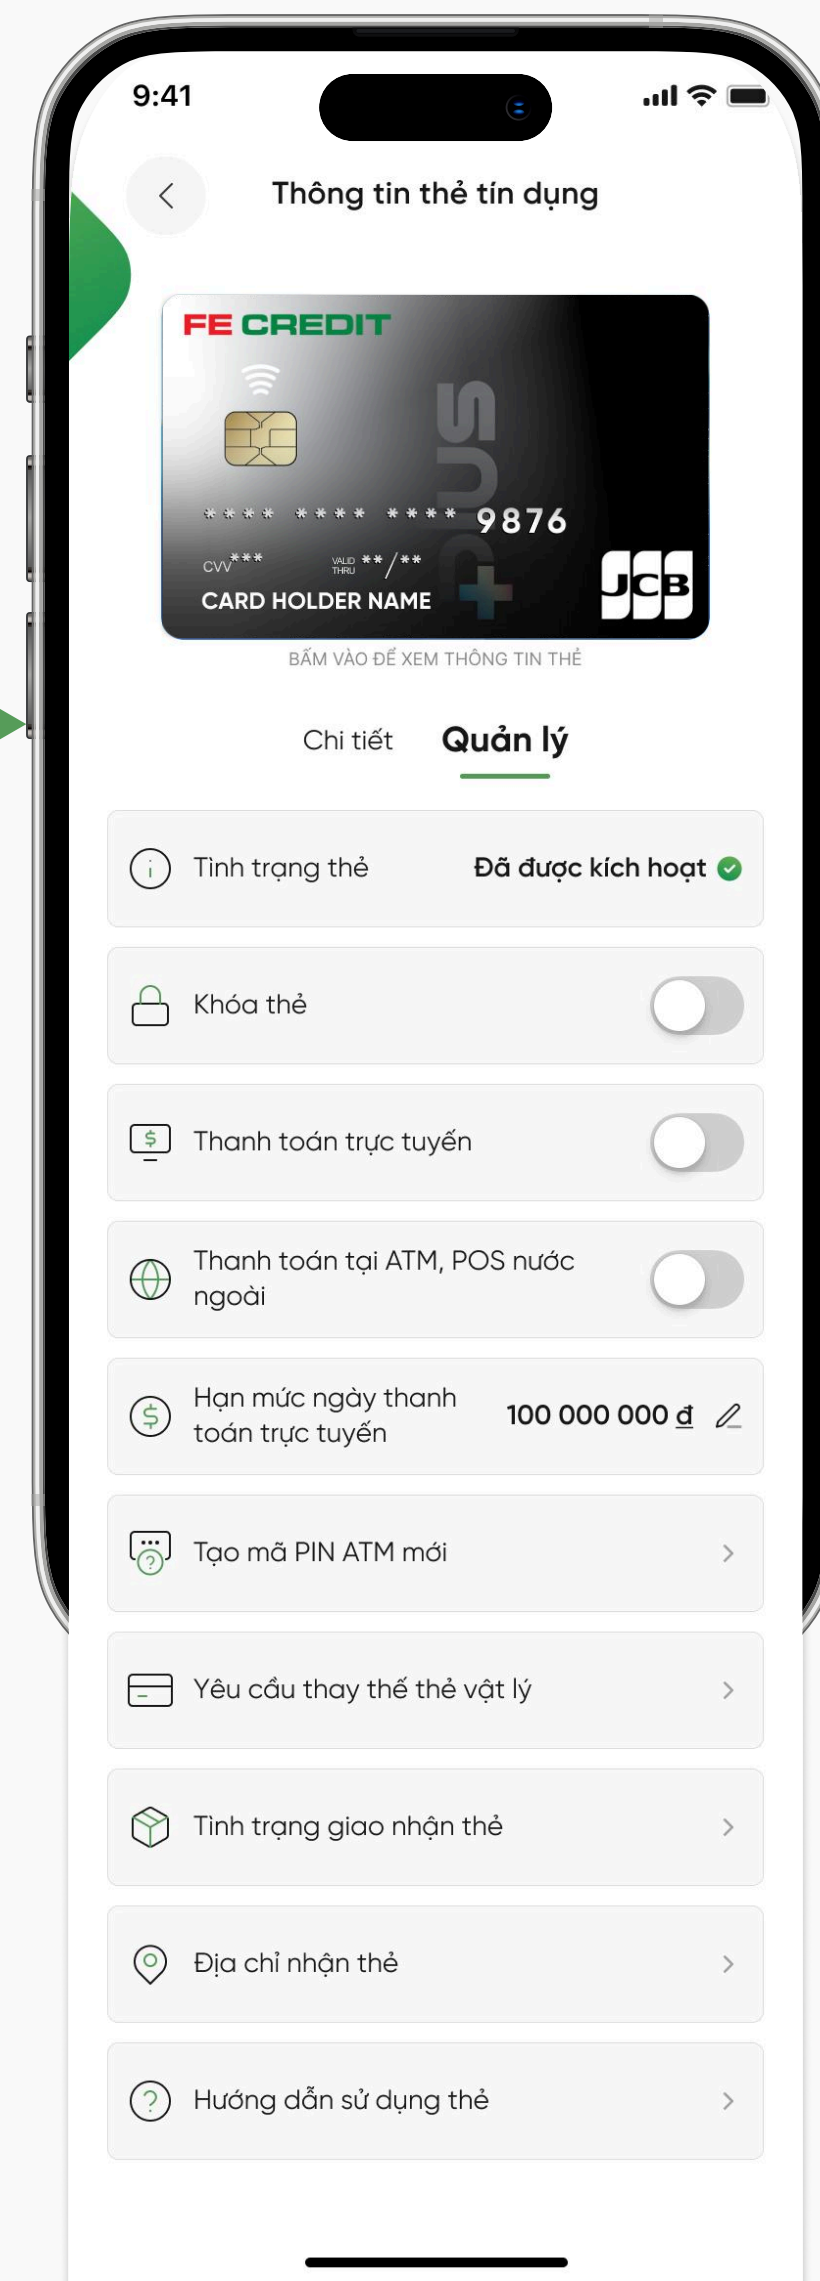 9:41
Thông tin thẻ tín dụng
FE CREDIT
plus
**** **** **** 9876
CVV*** VALID THRU **/**
CARD HOLDER NAME
JCB
BẤM VÀO ĐỂ XEM THÔNG TIN THẺ
Chi tiết Quản lý
Tình trạng thẻ Đã được kích hoạt
Khóa thẻ
Thanh toán trực tuyến
Thanh toán tại ATM, POS nước
ngoài
Hạn mức ngày thanh
toán trực tuyến
100 000 000 đ
Tạo mã PIN ATM mới
Yêu cầu thay thế thẻ vật lý
Tình trạng giao nhận thẻ
Địa chỉ nhận thẻ
Hướng dẫn sử dụng thẻ